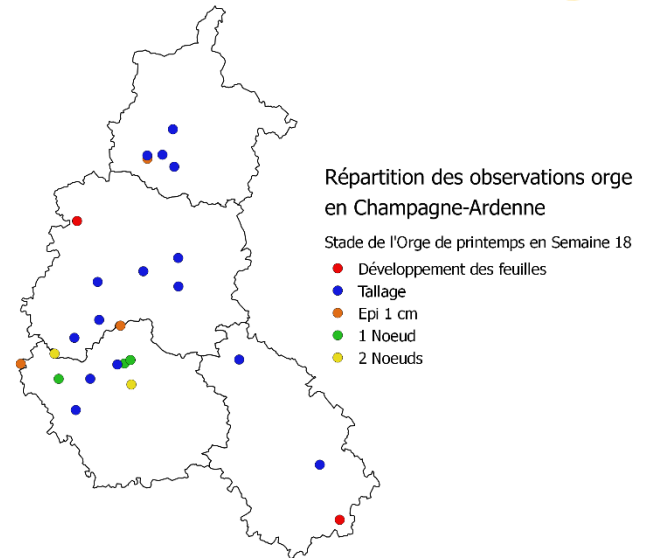 Répartition des observations orge
en Champagne-Ardenne
Stade de l'Orge de printemps en Semaine 18
Développement des feuilles
Tallage
Epi 1 cm
1 Noeud
2 Noeuds